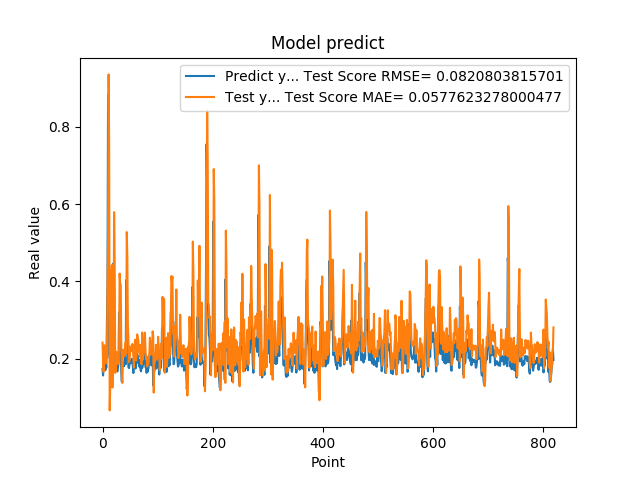 Model predict
Predict y... Test Score RMSE= 0.0820803815701
Test y... Test Score MAE= 0.0577623278000477
0.8
0.6
0.4
0.2
Real value
0 200 400 600 800
Point